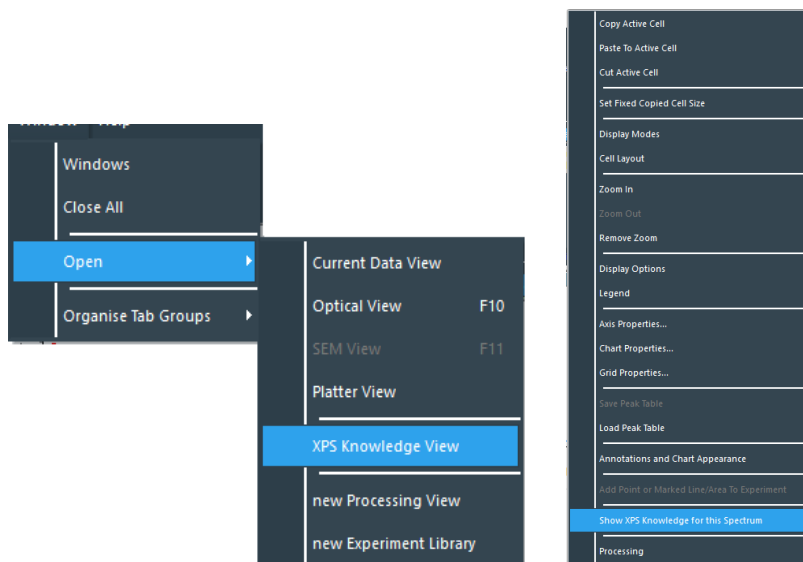 Window Help
Windows
Close All
Open
Organise Tab Groups
Current Data View
Optical View F10
SEM View F11
Platter View
XPS Knowledge View
new Processing View
new Experiment Library
Copy Active Cell
Paste To Active Cell
Cut Active Cell
Set Fixed Copied Cell Size
Display Modes
Cell Layout
Zoom In
Zoom Out
Remove Zoom
Display Options
Legend
Axis Properties...
Chart Properties...
Grid Properties...
Save Peak Table
Load Peak Table
Annotations and Chart Appearance
Add Point or Marked Line/Area To Experiment
Show XPS Knowledge for this Spectrum
Processing